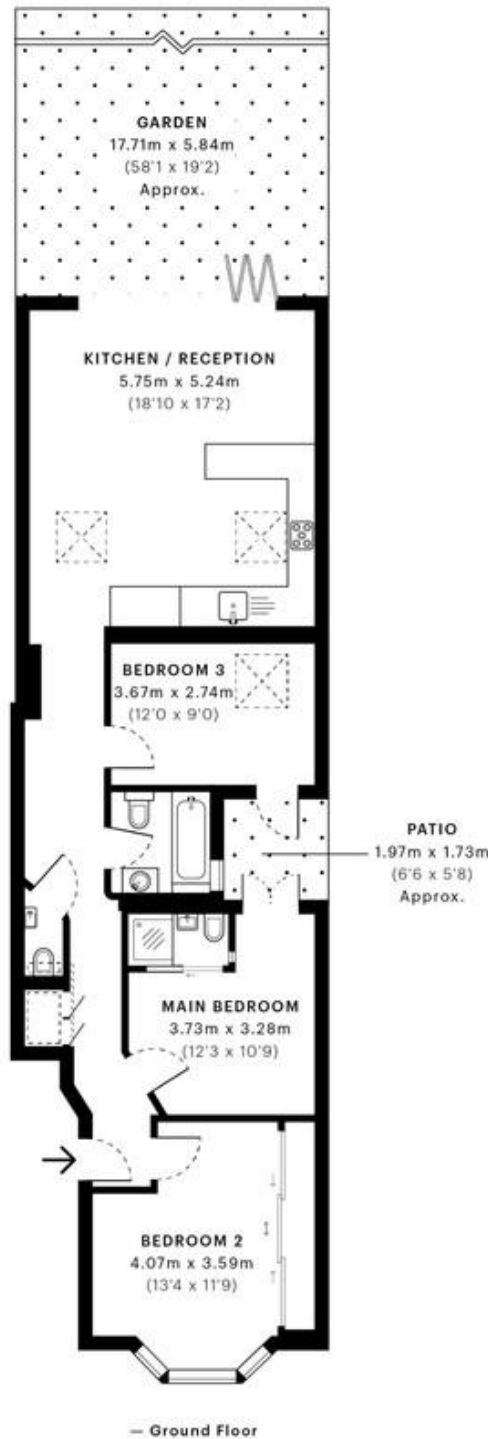 GARDEN
17.71m x 5.84m
(58'1 x 19'2)
Approx.
KITCHEN / RECEPTION
5.75m x 5.24m
(18'10 x 17'2)
BEDROOM 3
3.67m x 2.74m
(12'0 x 9'0)
PATIO
1.97m x 1.73m
(6'6 x 5'8)
Approx.
MAIN BEDROOM
3.73m x 3.28m
(12'3 x 10'9)
BEDROOM 2
4.07m x 3.59m
(13'4 x 11'9)
— Ground Floor